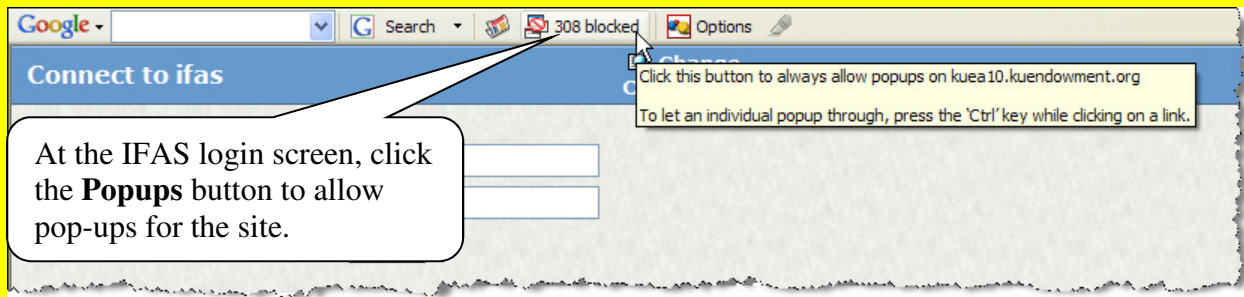 Google Search 308 blocked Options
Connect to ifas
Change
Click this button to always allow popups on kuea10.kuendowment.org
To let an individual popup through, press the 'Ctrl' key while clicking on a link.
At the IFAS login screen, click
the Popups button to allow
pop-ups for the site.